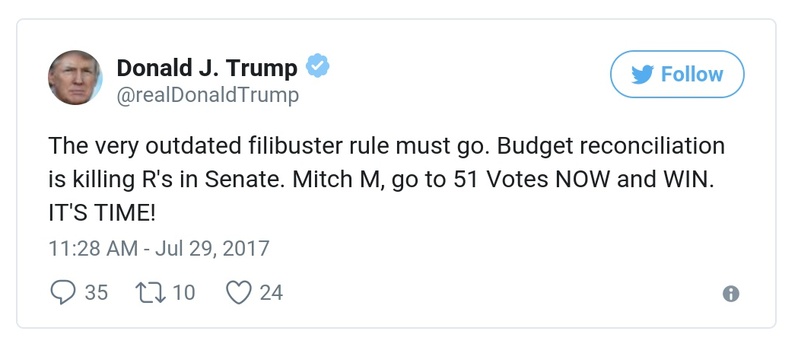 Donald J. Trump
Follow
@realDonaldTrump
The very outdated filibuster rule must go. Budget reconciliation
is killing R's in Senate. Mitch M, go to 51 Votes NOW and WIN.
IT'S TIME!
11:28 AM - Jul 29, 2017
35 10 24